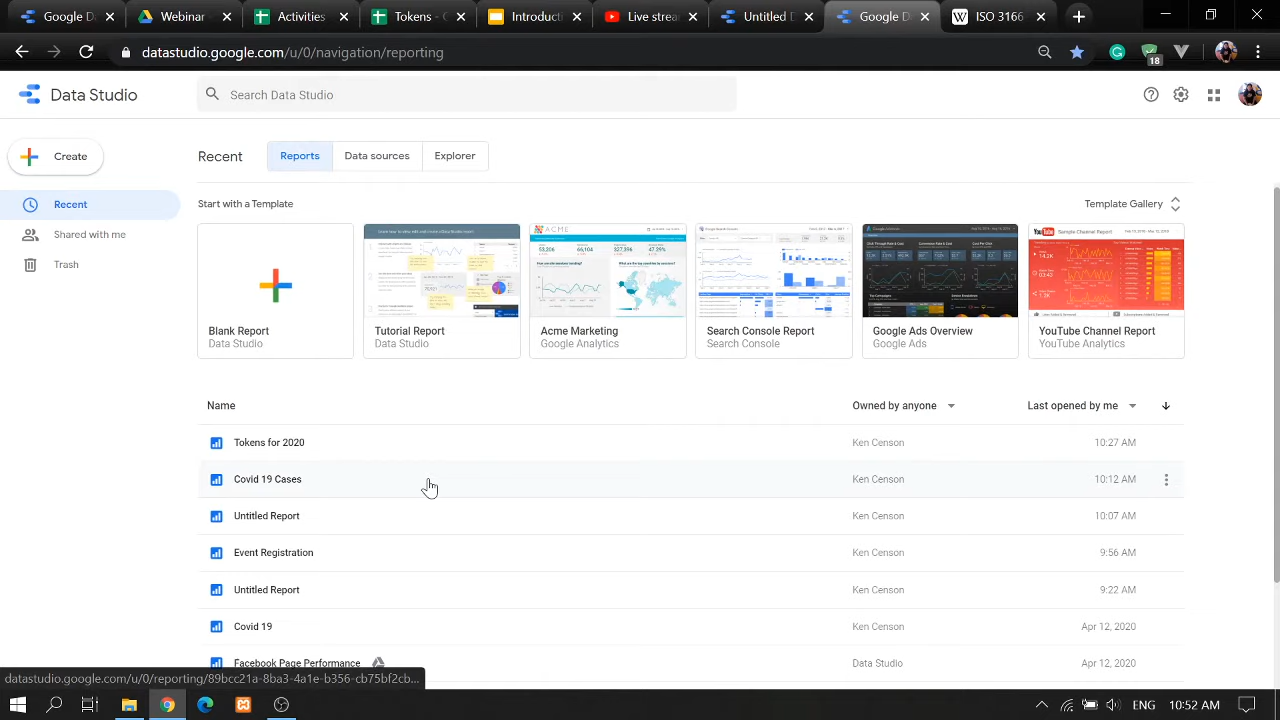 Google D
Webinar
Activities
Tokens - C
Introducti
Live strea
Untitled D
Google D
ISO 3166
datastudio.google.com/u/0/navigation/reporting
18
Data Studio
Search Data Studio
Create
Recent
Reports
Data sources
Explorer
Recent
Shared with me
Trash
Start with a Template
Template Gallery
ACME
YouTube Sample Channel Report
Blank Report
Data Studio
Tutorial Report
Data Studio
Acme Marketing
Google Analytics
Search Console Report
Search Console
Google Ads Overview
Google Ads
YouTube Channel Report
YouTube Analytics
Name
Owned by anyone
Last opened by me
Tokens for 2020
Ken Censon
10:27 AM
Covid 19 Cases
Ken Censon
10:12 AM
Untitled Report
Ken Censon
10:07 AM
Event Registration
Ken Censon
9:56 AM
Untitled Report
Ken Censon
9:22 AM
Covid 19
Ken Censon
Apr 12, 2020
Facebook Page Performance
Data Studio
Apr 12, 2020
ENG
10:52 AM